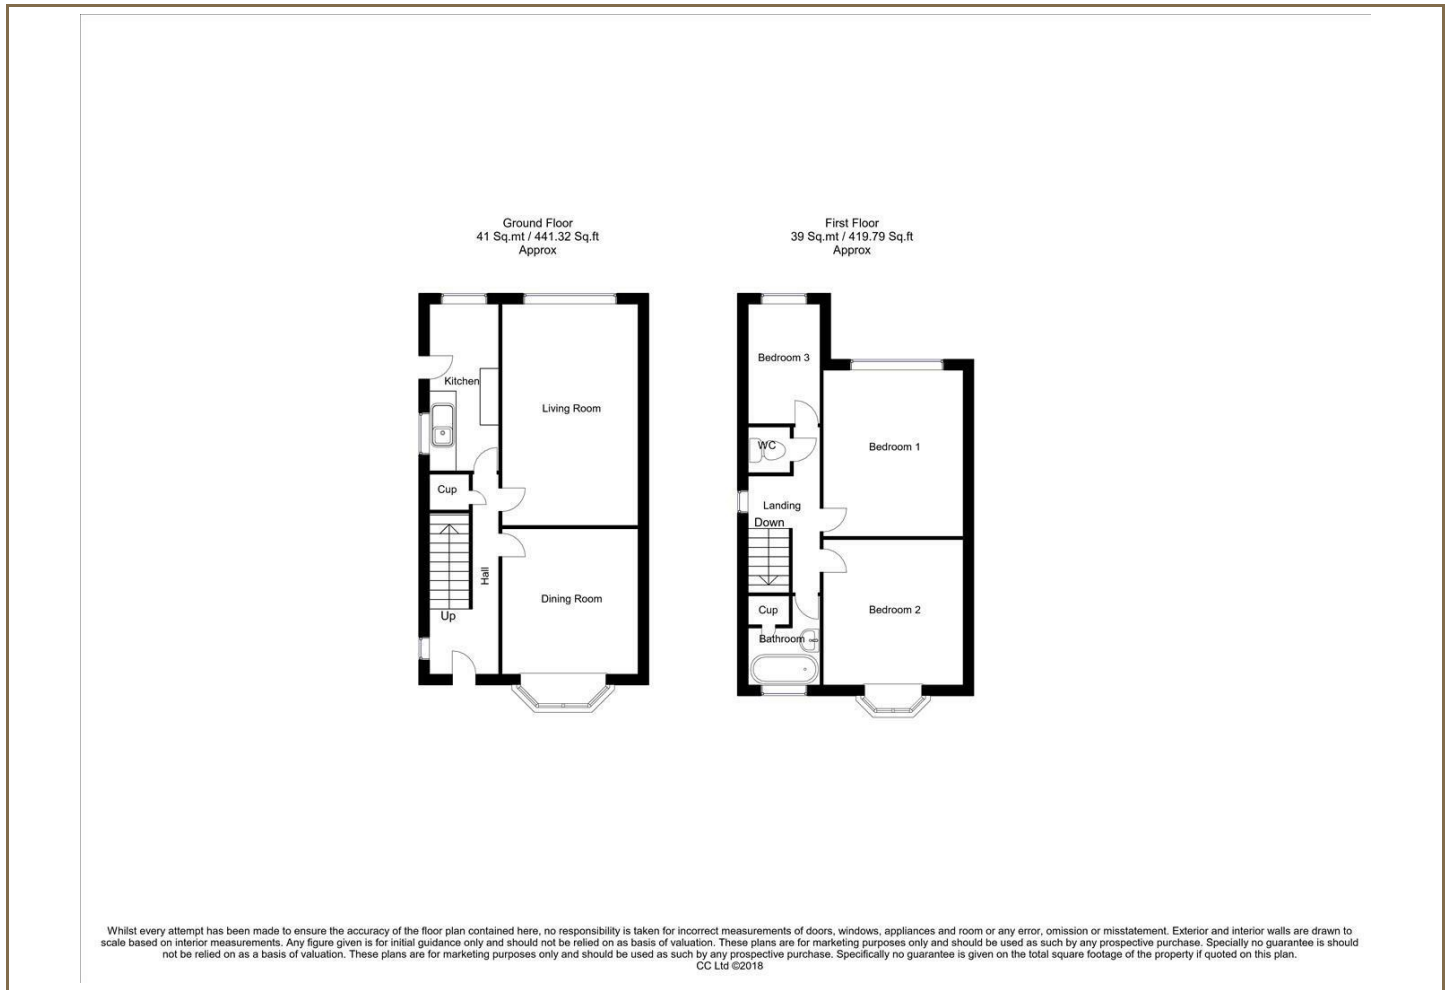 Ground Floor
41 Sq.mt / 441.32 Sq.ft
Approx
First Floor
39 Sq.mt / 419.79 Sq.ft
Approx
Kitchen
Living Room
Cup
Hall
Dining Room
Up
Bedroom 3
WC
Bedroom 1
Landing
Down
Cup
Bedroom 2
Bathroom
Whilst every attempt has been made to ensure the accuracy of the floor plan contained here, no responsibility is taken for incorrect measurements of doors, windows, appliances and room or any error, omission or misstatement. Exterior and interior walls are drawn to
scale based on interior measurements. Any figure given is for initial guidance only and should not be relied on as basis of valuation. These plans are for marketing purposes only and should be used as such by any prospective purchase. Specially no guarantee is should
not be relied on as a basis of valuation. These plans are for marketing purposes only and should be used as such by any prospective purchase. Specifically no guarantee is given on the total square footage of the property if quoted on this plan.
CC Ltd ©2018